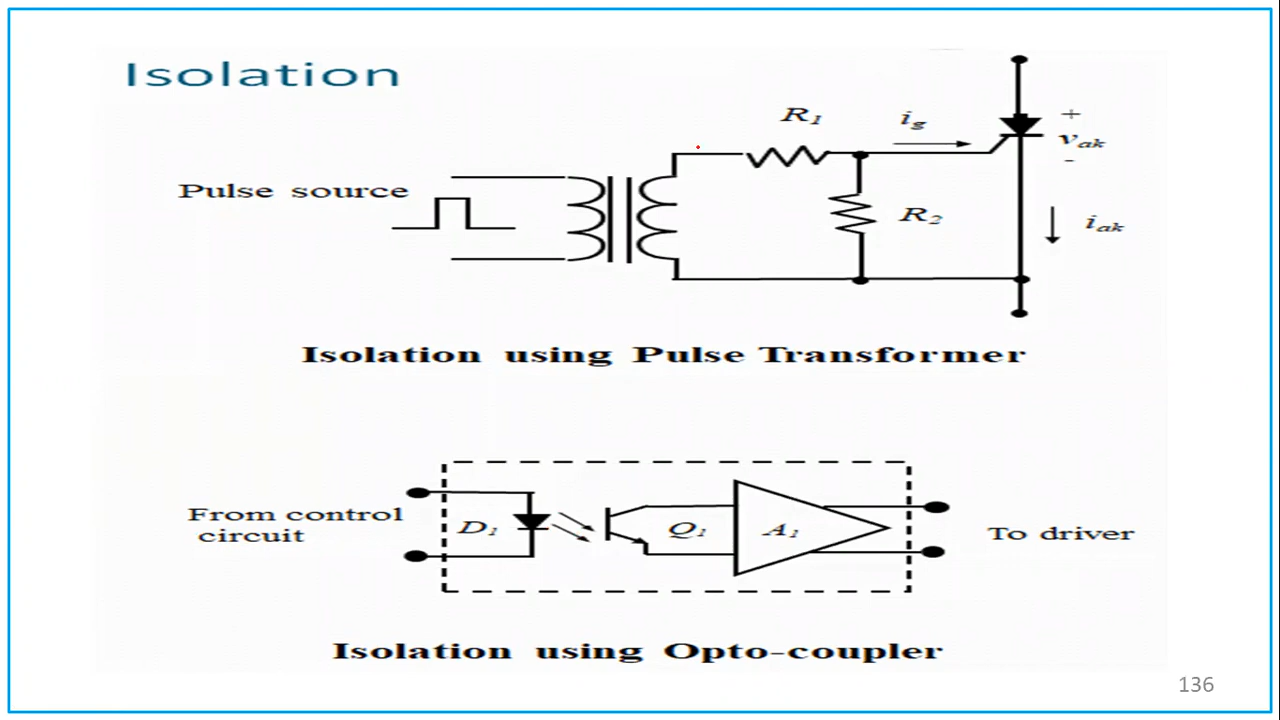 Isolation
R1
ig
+
vak
-
Pulse source
R2
iak
Isolation using Pulse Transformer
From control
circuit
D1
Q1
A1
To driver
Isolation using Opto-coupler
136